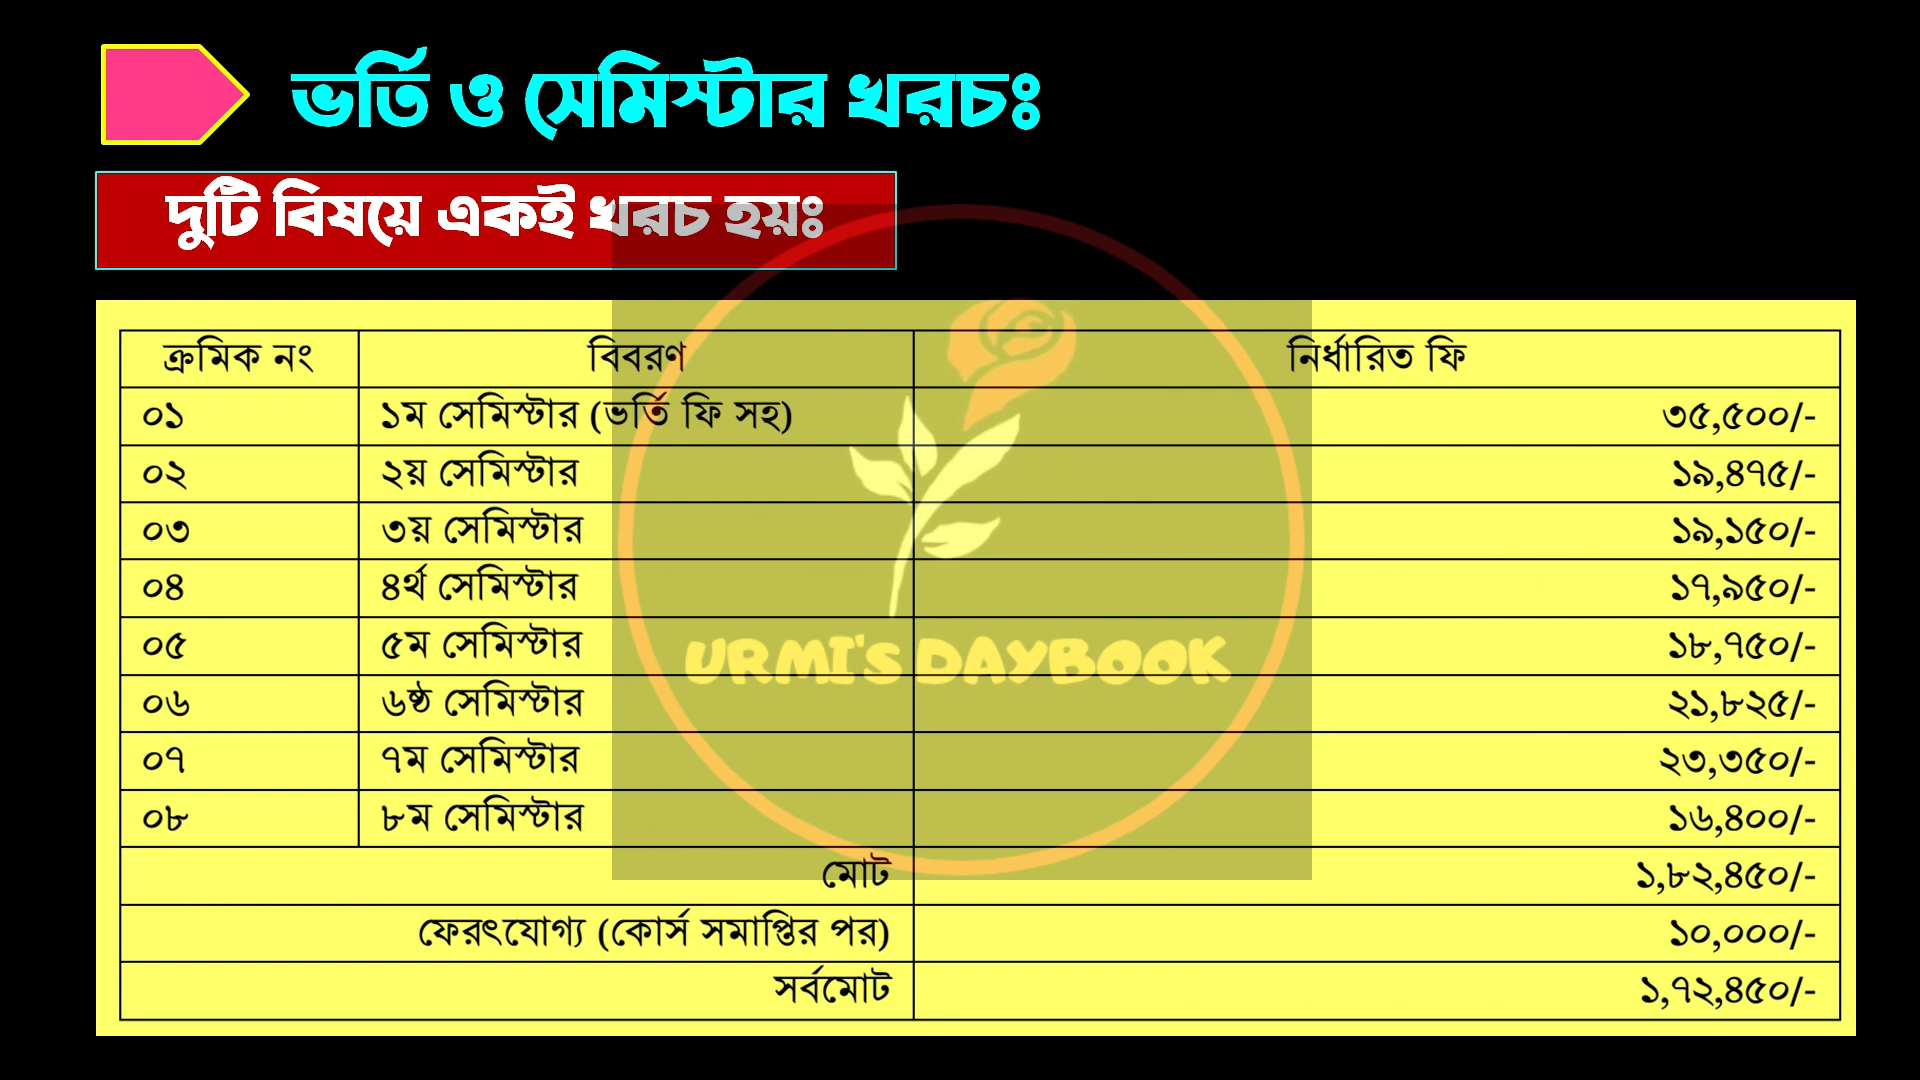 ভর্তি ও সেমিস্টার খরচঃ
দুটি বিষয়ে একই খরচ হয়ঃ
ক্রমিক নং বিবরণ নির্ধারিত ফি
০১ ১ম সেমিস্টার (ভর্তি ফি সহ) ৩৫,৫০০/-
০২ ২য় সেমিস্টার ১৯,৪৭৫/-
০৩ ৩য় সেমিস্টার ১৯,১৫০/-
০৪ ৪র্থ সেমিস্টার ১৭,৯৫০/-
০৫ ৫ম সেমিস্টার ১৮,৭৫০/-
URMI's DAYBOOK
০৬ ৬ষ্ঠ সেমিস্টার ২১,৮২৫/-
০৭ ৭ম সেমিস্টার ২৩,৩৫০/-
০৮ ৮ম সেমিস্টার ১৬,৪০০/-
মোট ১,৮২,৪৫০/-
ফেরৎযোগ্য (কোর্স সমাপ্তির পর) ১০,০০০/-
সর্বমোট ১,৭২,৪৫০/-